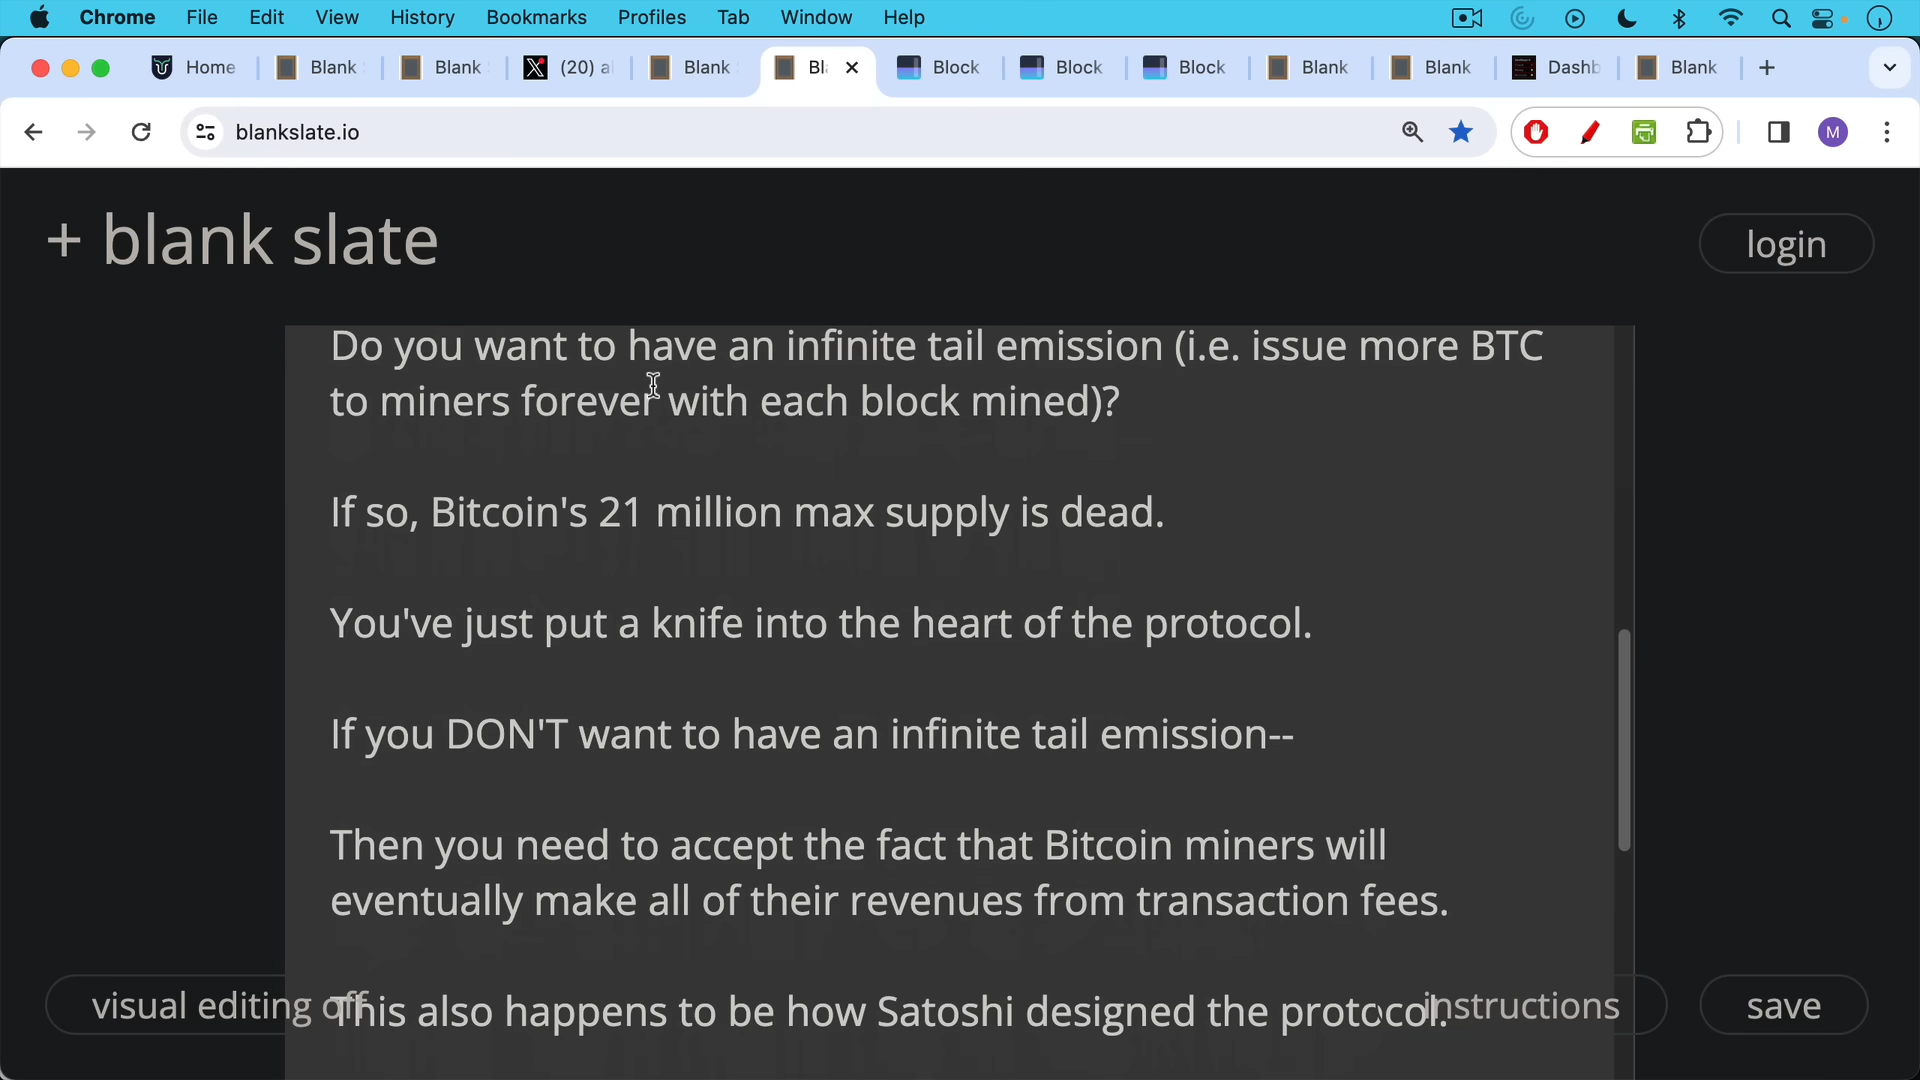 Chrome File Edit View History Bookmarks Profiles Tab Window Help
Home Blank Blank (20) a Blank Bl Block Block Block Blank Blank Dashb Blank
blankslate.io M
+ blank slate
login
Do you want to have an infinite tail emission (i.e. issue more BTC
to miners forever with each block mined)?
If so, Bitcoin's 21 million max supply is dead.
You've just put a knife into the heart of the protocol.
If you DON'T want to have an infinite tail emission--
Then you need to accept the fact that Bitcoin miners will
eventually make all of their revenues from transaction fees.
This also happens to be how Satoshi designed the protocol.
visual editing off
instructions
save